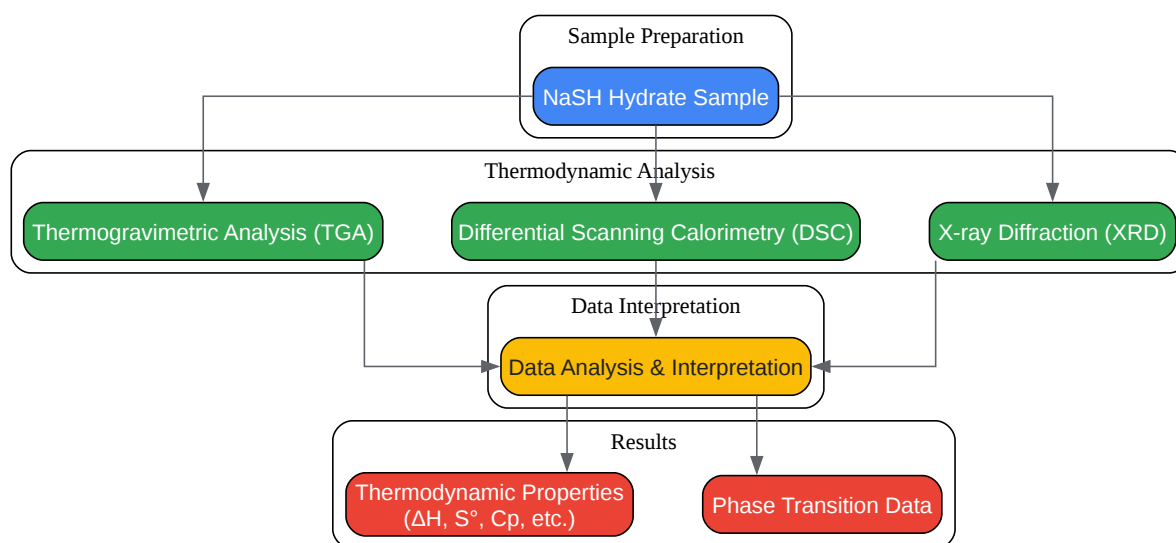 Sample Preparation
NaSH Hydrate Sample
Thermodynamic Analysis
Thermogravimetric Analysis (TGA)
Differential Scanning Calorimetry (DSC)
X-ray Diffraction (XRD)
Data Interpretation
Data Analysis & Interpretation
Results
Thermodynamic Properties
(ΔH, S°, Cp, etc.)
Phase Transition Data